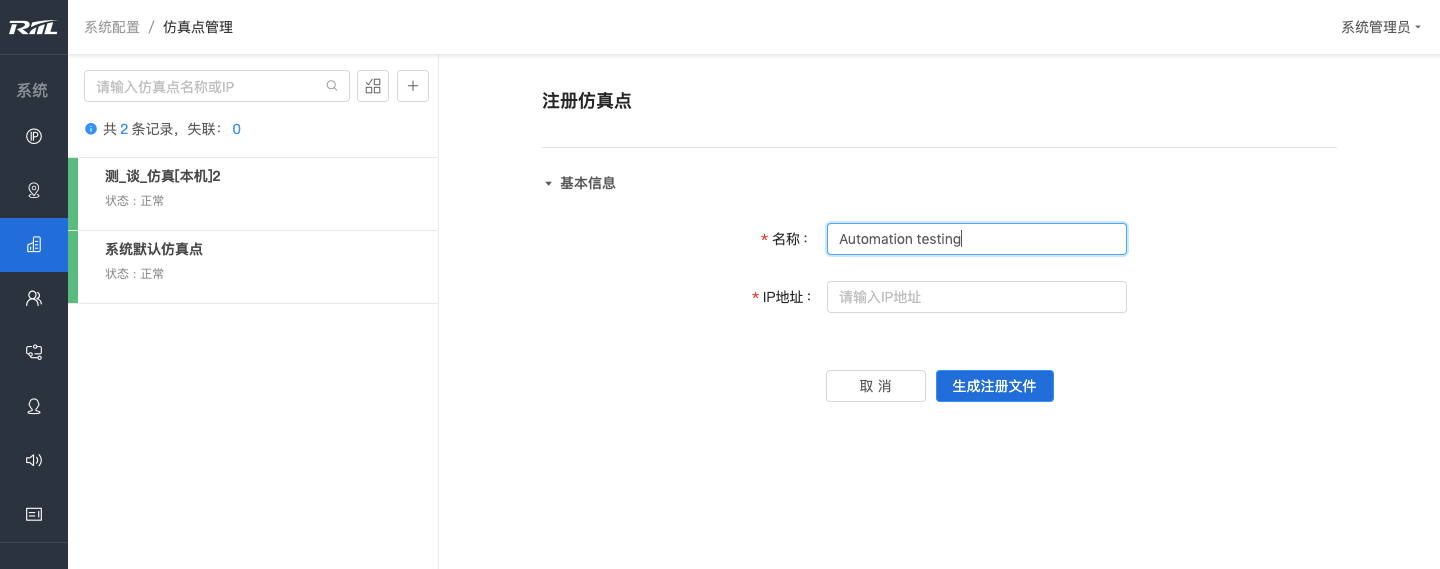 RIIL
系统配置 / 仿真点管理
系统管理员
系统
请输入仿真点名称或IP
共 2 条记录，失联： 0
测_谈_仿真[本机]2
状态：正常
系统默认仿真点
状态：正常
注册仿真点
基本信息
* 名称：
Automation testing
* IP地址：
请输入IP地址
取 消
生成注册文件
IP